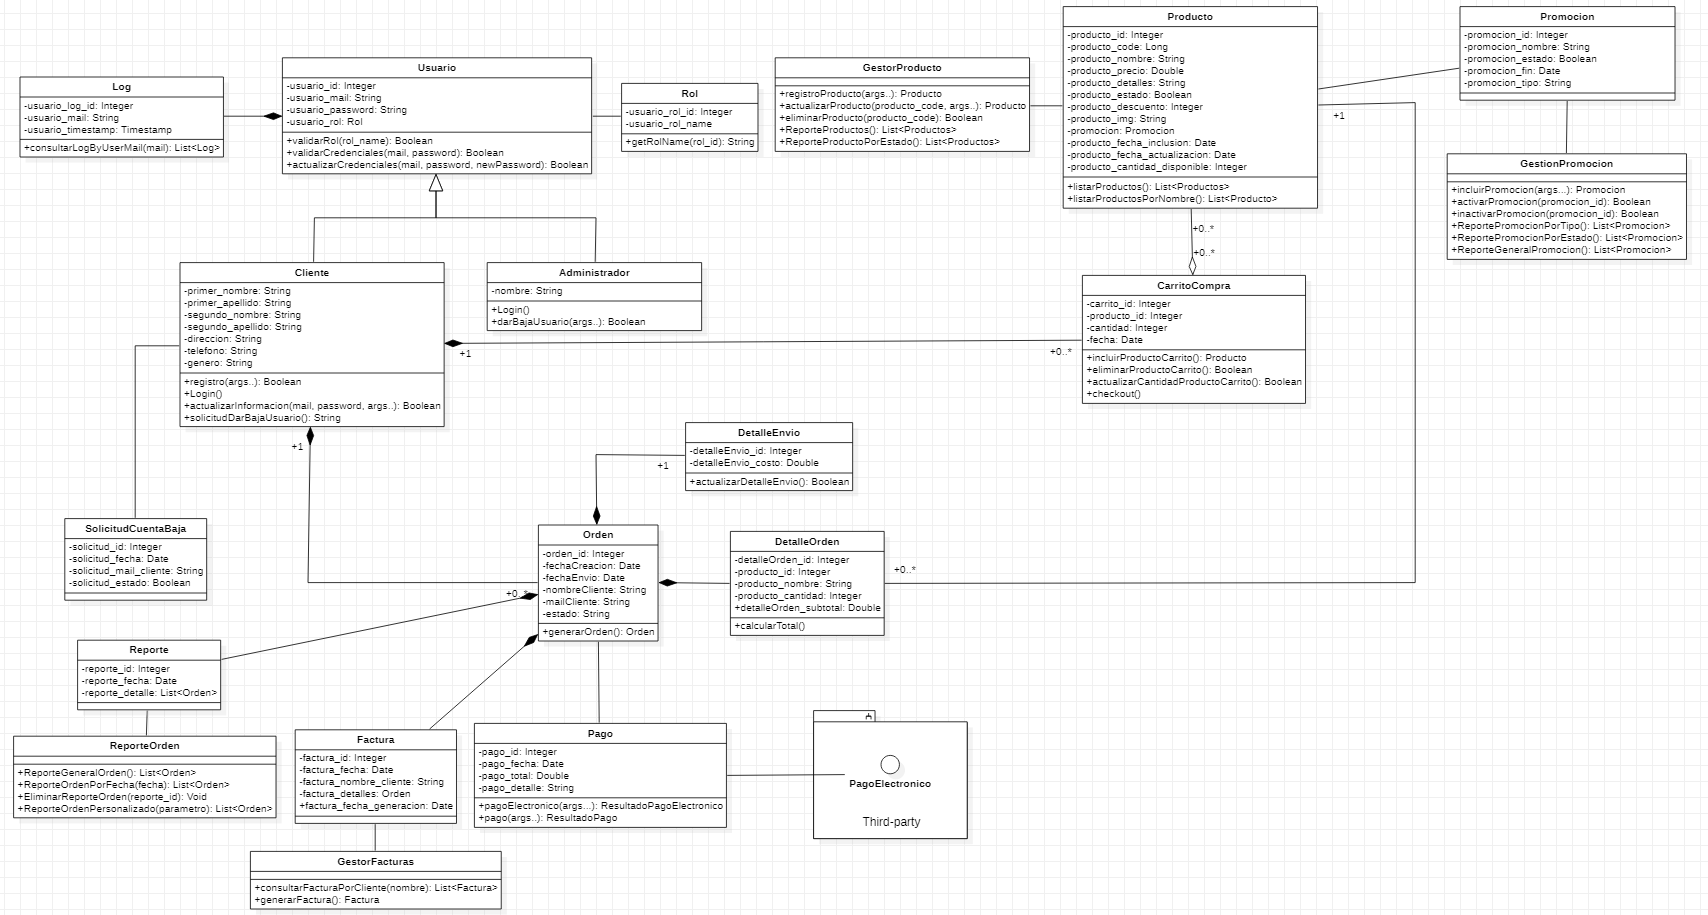 Log
-usuario_log_id: Integer
-usuario_mail: String
-usuario_timestamp: Timestamp
+consultarLogByUserMail(mail): List<Log>
Usuario
-usuario_id: Integer
-usuario_mail: String
-usuario_password: String
-usuario_rol: Rol
+validarRol(rol_name): Boolean
+validarCredenciales(mail, password): Boolean
+actualizarCredenciales(mail, password, newPassword): Boolean
Rol
-usuario_rol_id: Integer
-usuario_rol_name
+getRolName(rol_id): String
GestorProducto
+registroProducto(args..): Producto
+actualizarProducto(producto_code, args..): Producto
+eliminarProducto(producto_code): Boolean
+ReporteProductos(): List<Productos>
+ReporteProductoPorEstado(): List<Productos>
Producto
-producto_id: Integer
-producto_code: Long
-producto_nombre: String
-producto_precio: Double
-producto_detalles: String
-producto_estado: Boolean
-producto_descuento: Integer
-producto_img: String
-promocion: Promocion
-producto_fecha_inclusion: Date
-producto_fecha_actualizacion: Date
-producto_cantidad_disponible: Integer
+listarProductos(): List<Productos>
+listarProductosPorNombre(): List<Producto>
+1
Promocion
-promocion_id: Integer
-promocion_nombre: String
-promocion_estado: Boolean
-promocion_fin: Date
-promocion_tipo: String
GestionPromocion
+incluirPromocion(args...): Promocion
+activarPromocion(promocion_id): Boolean
+inactivarPromocion(promocion_id): Boolean
+ReportePromocionPorTipo(): List<Promocion>
+ReportePromocionPorEstado(): List<Promocion>
+ReporteGeneralPromocion(): List<Promocion>
+0..*
+0..*
Cliente
-primer_nombre: String
-primer_apellido: String
-segundo_nombre: String
-segundo_apellido: String
-direccion: String
-telefono: String
-genero: String
+registro(args..): Boolean
+Login()
+actualizarInformacion(mail, password, args..): Boolean
+solicitudDarBajaUsuario(): String
Administrador
-nombre: String
+Login()
+darBajaUsuario(args..): Boolean
+1
+0..*
CarritoCompra
-carrito_id: Integer
-producto_id: Integer
-cantidad: Integer
-fecha: Date
+incluirProductoCarrito(): Producto
+eliminarProductoCarrito(): Boolean
+actualizarCantidadProductoCarrito(): Boolean
+checkout()
+1
DetalleEnvio
-detalleEnvio_id: Integer
-detalleEnvio_costo: Double
+actualizarDetalleEnvio(): Boolean
+1
SolicitudCuentaBaja
-solicitud_id: Integer
-solicitud_fecha: Date
-solicitud_mail_cliente: String
-solicitud_estado: Boolean
Orden
-orden_id: Integer
-fechaCreacion: Date
-fechaEnvio: Date
-nombreCliente: String
-mailCliente: String
-estado: String
+generarOrden(): Orden
+0..*
DetalleOrden
-detalleOrden_id: Integer
-producto_id: Integer
-producto_nombre: String
-producto_cantidad: Integer
+detalleOrden_subtotal: Double
+calcularTotal()
+0..*
Reporte
-reporte_id: Integer
-reporte_fecha: Date
-reporte_detalle: List<Orden>
ReporteOrden
+ReporteGeneralOrden(): List<Orden>
+ReporteOrdenPorFecha(fecha): List<Orden>
+EliminarReporteOrden(reporte_id): Void
+ReporteOrdenPersonalizado(parametro): List<Orden>
Factura
-factura_id: Integer
-factura_fecha: Date
-factura_nombre_cliente: String
-factura_detalles: Orden
+factura_fecha_generacion: Date
Pago
-pago_id: Integer
-pago_fecha: Date
-pago_total: Double
-pago_detalle: String
+pagoElectronico(args...): ResultadoPagoElectronico
+pago(args..): ResultadoPago
PagoElectronico
Third-party
GestorFacturas
+consultarFacturaPorCliente(nombre): List<Factura>
+generarFactura(): Factura